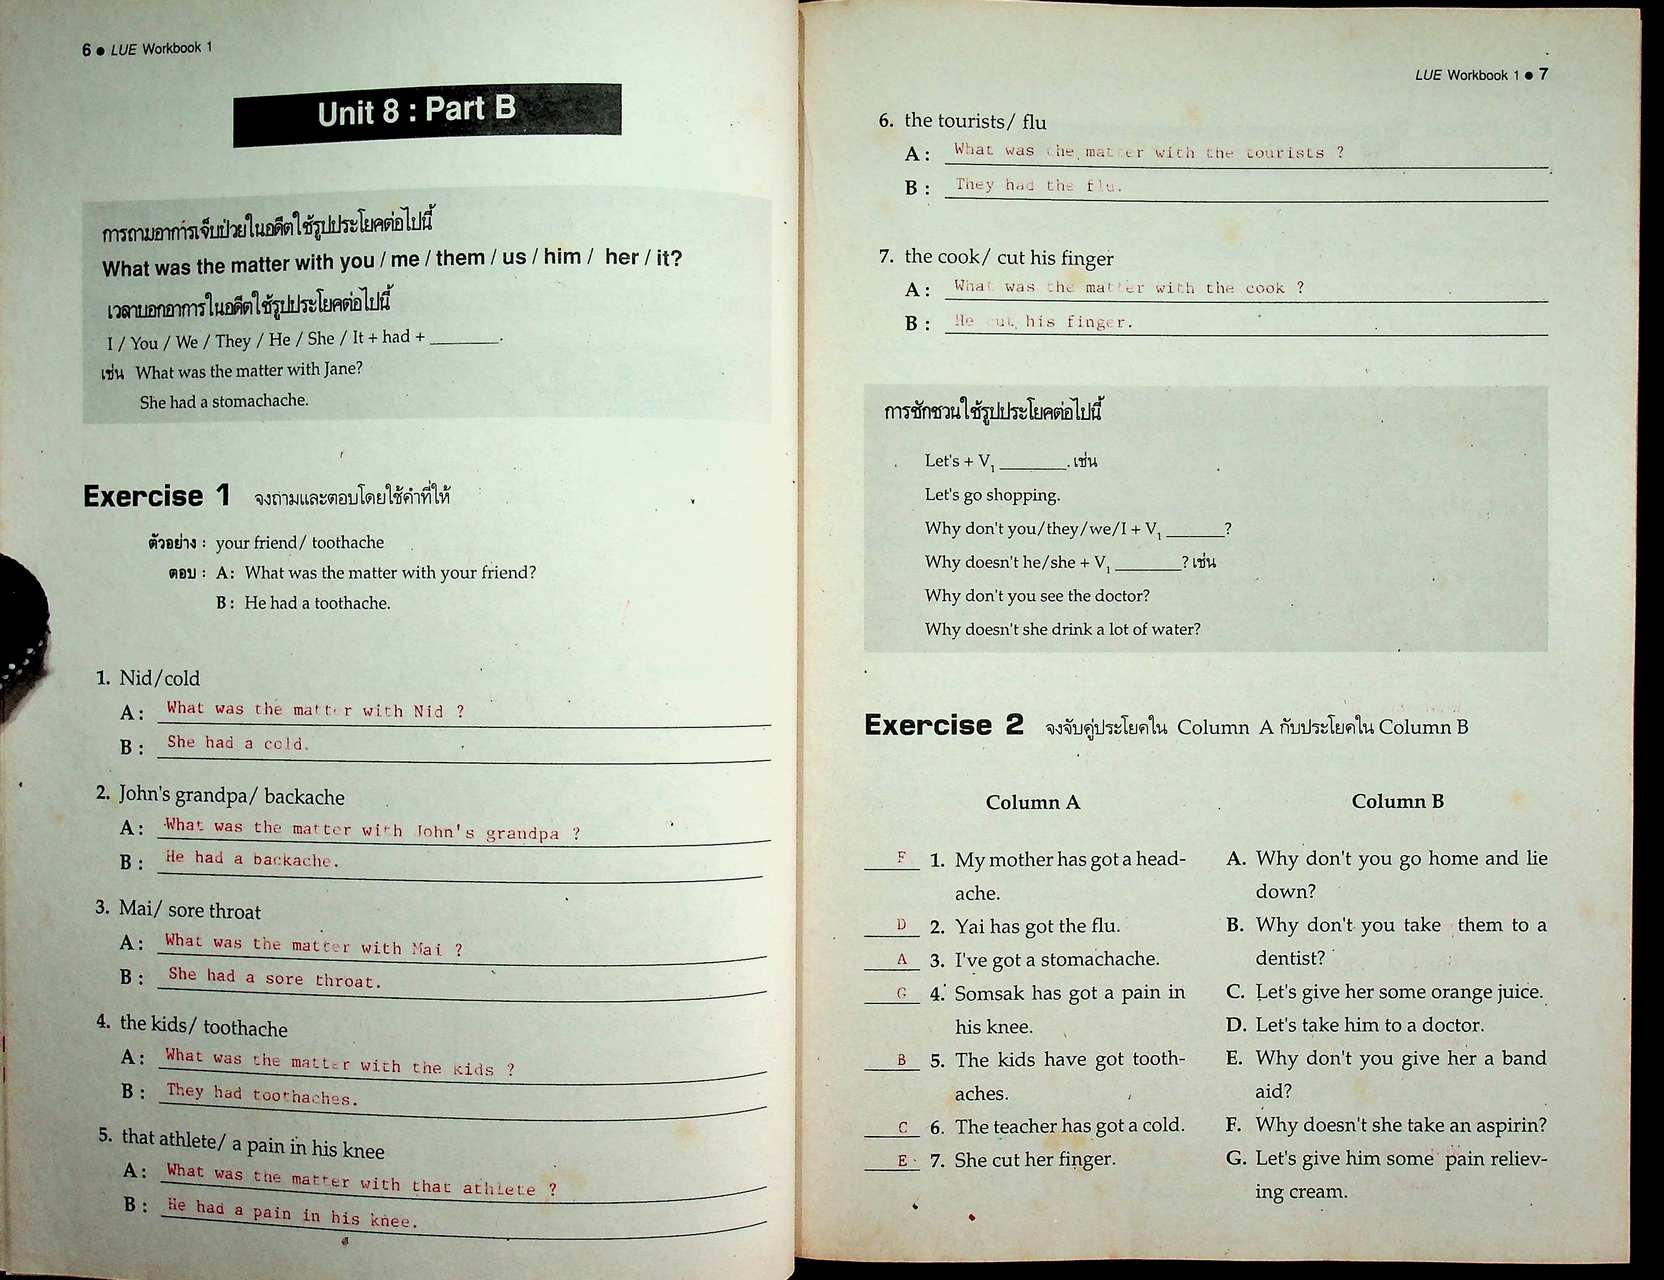 6 ● LUE Workbook 1
Unit 8 : Part B
การถามอาการเจ็บป่วยในอดีตใช้รูปประโยคต่อไปนี้
What was the matter with you / me / them / us / him / her / it?
เวลาบอกอาการในอดีตใช้รูปประโยคต่อไปนี้
I / You / We / They / He / She / It + had + ________.
เช่น What was the matter with Jane?
She had a stomachache.
Exercise 1 จงถามและตอบโดยใช้คำที่ให้
ตัวอย่าง : your friend/ toothache
ตอบ : A: What was the matter with your friend?
B : He had a toothache.
1. Nid/cold
A : What was the matter with Nid ?
B : She had a cold.
2. John's grandpa/ backache
A : What was the matter with John's grandpa ?
B : He had a backache.
3. Mai/ sore throat
A : What was the matter with Mai ?
B : She had a sore throat.
4. the kids/ toothache
A : What was the matter with the kids ?
B : They had toothaches.
5. that athlete/ a pain in his knee
A : What was the matter with that athlete ?
B : He had a pain in his knee.
LUE Workbook 1 ● 7
6. the tourists/ flu
A : What was the matter with the tourists ?
B : They had the flu.
7. the cook/ cut his finger
A : What was the matter with the cook ?
B : He cut his finger.
การชักชวนใช้รูปประโยคต่อไปนี้
Let's + V1 ________. เช่น
Let's go shopping.
Why don't you/they/we/I + V1 _______?
Why doesn't he/she + V1 ________? เช่น
Why don't you see the doctor?
Why doesn't she drink a lot of water?
Exercise 2 จงจับคู่ประโยคใน Column A กับประโยคใน Column B
Column A
F 1. My mother has got a head-
ache.
D 2. Yai has got the flu.
A 3. I've got a stomachache.
G 4. Somsak has got a pain in
his knee.
B 5. The kids have got tooth-
aches.
C 6. The teacher has got a cold.
E 7. She cut her finger.
Column B
A. Why don't you go home and lie
down?
B. Why don't you take them to a
dentist?
C. Let's give her some orange juice.
D. Let's take him to a doctor.
E. Why don't you give her a band
aid?
F. Why doesn't she take an aspirin?
G. Let's give him some pain reliev-
ing cream.